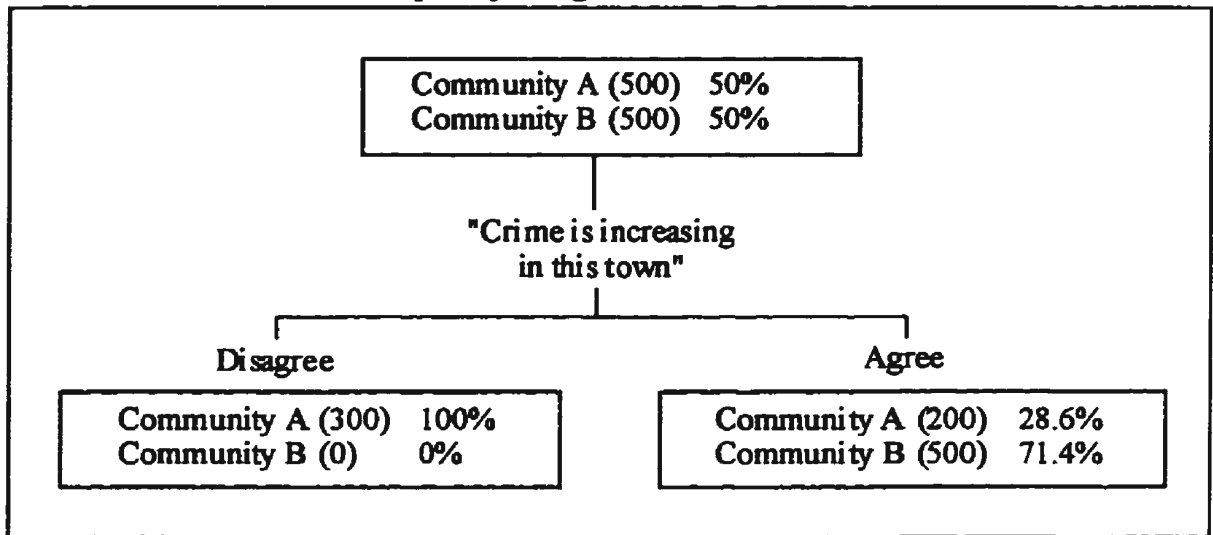 Community A (500) 50%
Community B (500) 50%
"Crime is increasing
in this town"
Disagree
Agree
Community A (300) 100%
Community B (0) 0%
Community A (200) 28.6%
Community B (500) 71.4%